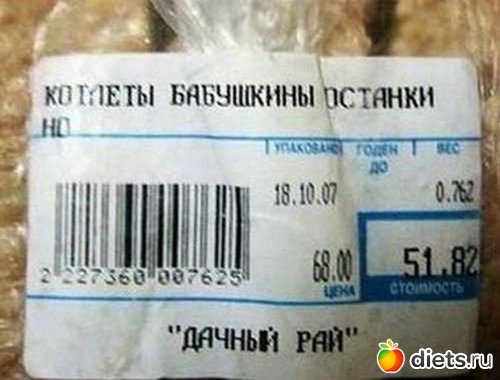 КОТЛЕТЫ БАБУШКИНЫ ОСТАНКИ
НО
УПАКОВАНО ГОДЕН ДО ВЕС
18.10.07 0.762
68.00 51.82
ЦЕНА СТОИМОСТЬ
2 227360 007625
"ДАЧНЫЙ РАЙ"
diets.ru